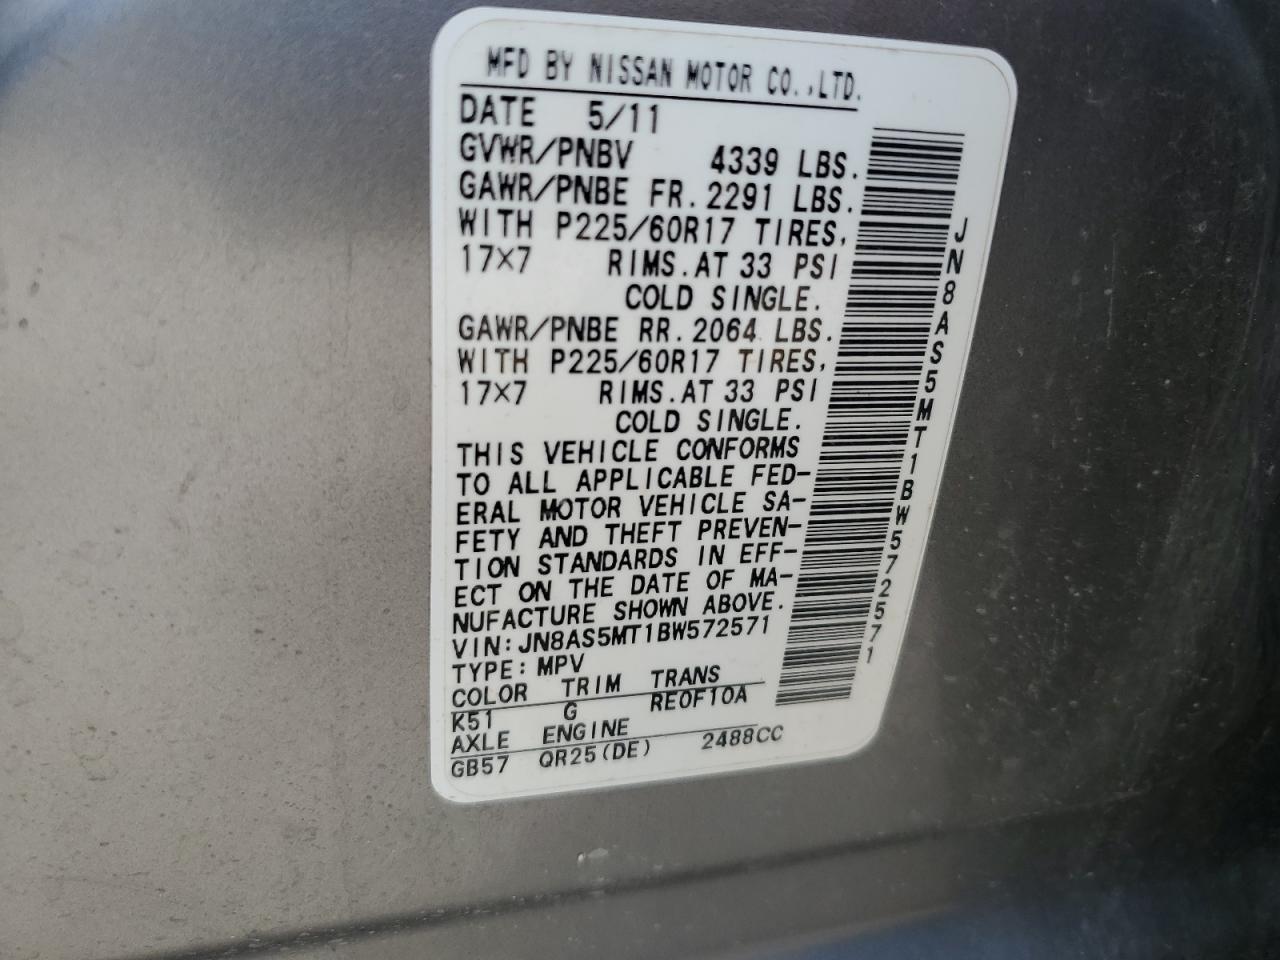 MFD BY NISSAN MOTOR CO.,LTD.
DATE 5/11
GVWR/PNBV 4339 LBS.
GAWR/PNBE FR.2291 LBS.
WITH P225/60R17 TIRES,
17×7 RIMS.AT 33 PSI
COLD SINGLE.
GAWR/PNBE RR.2064 LBS.
WITH P225/60R17 TIRES,
17×7 RIMS.AT 33 PSI
COLD SINGLE.
THIS VEHICLE CONFORMS
TO ALL APPLICABLE FED-
ERAL MOTOR VEHICLE SA-
FETY AND THEFT PREVEN-
TION STANDARDS IN EFF-
ECT ON THE DATE OF MA-
NUFACTURE SHOWN ABOVE.
VIN:JN8AS5MT1BW572571
TYPE:MPV
COLOR TRIM TRANS
K51 G RE0F10A
AXLE ENGINE
GB57 QR25(DE) 2488CC
JN8AS5MT1BW572571